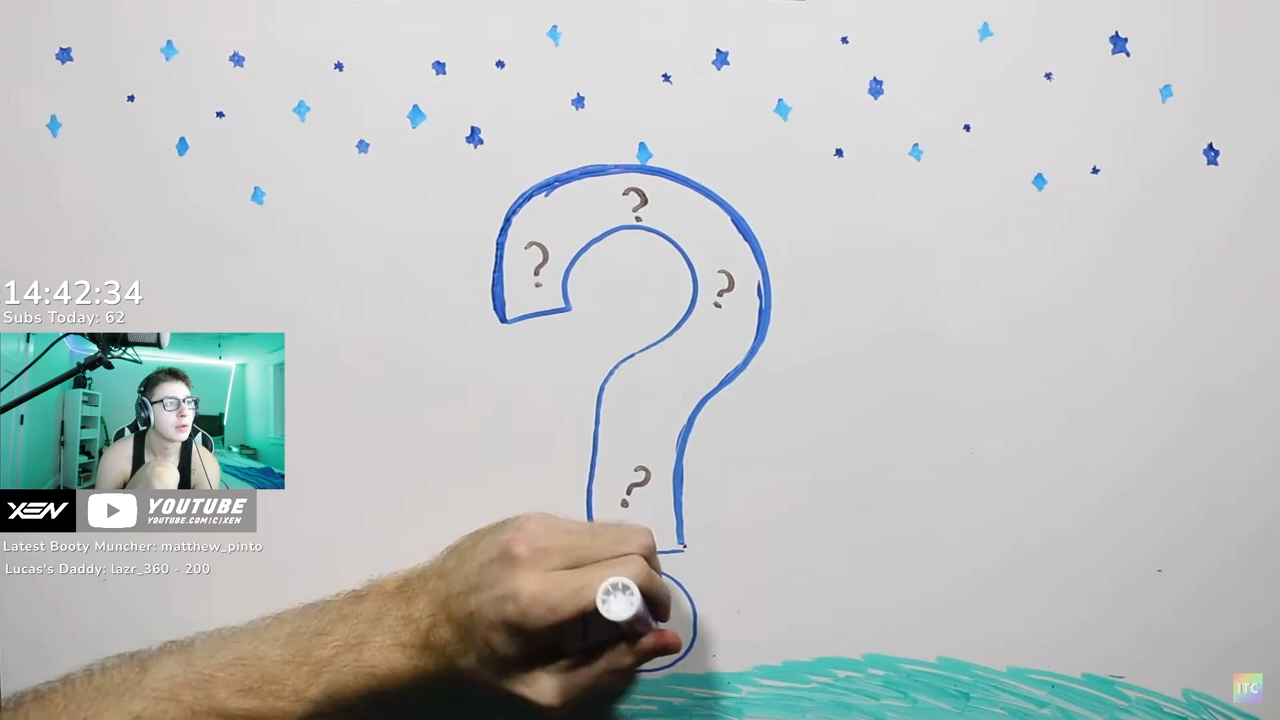 ?
?
?
?
14:42:34
Subs Today: 62
XEN
YOUTUBE
YOUTUBE.COM/C/XEN
Latest Booty Muncher: matthew_pinto
Lucas's Daddy: lazr_360 - 200
ITC